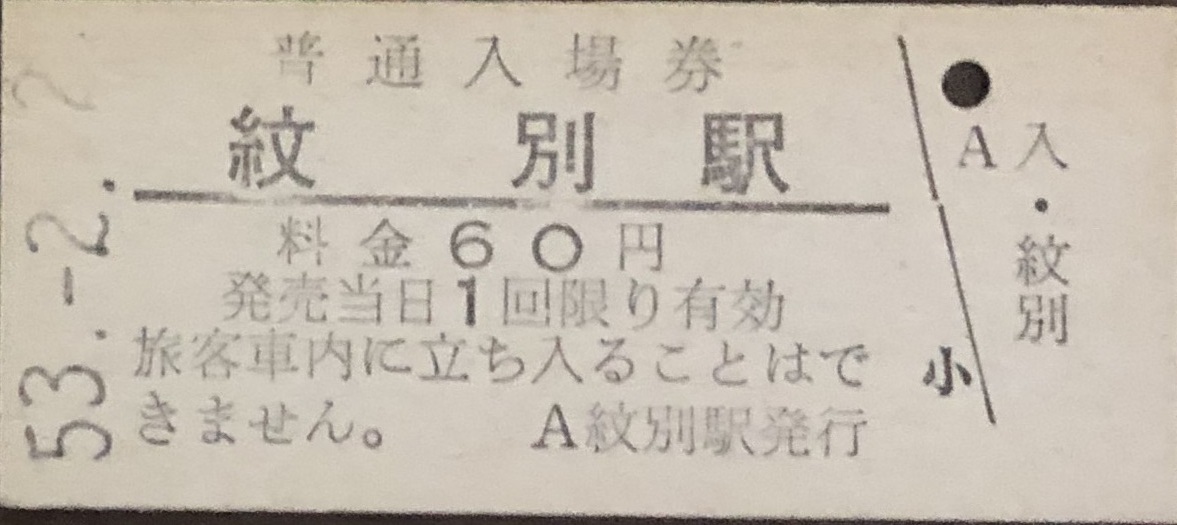 普通入場券
紋別駅
料金60円
発売当日1回限り有効
旅客車内に立ち入ることはで
きません。 A紋別駅発行
53.-2.-2
A
入・紋別
小